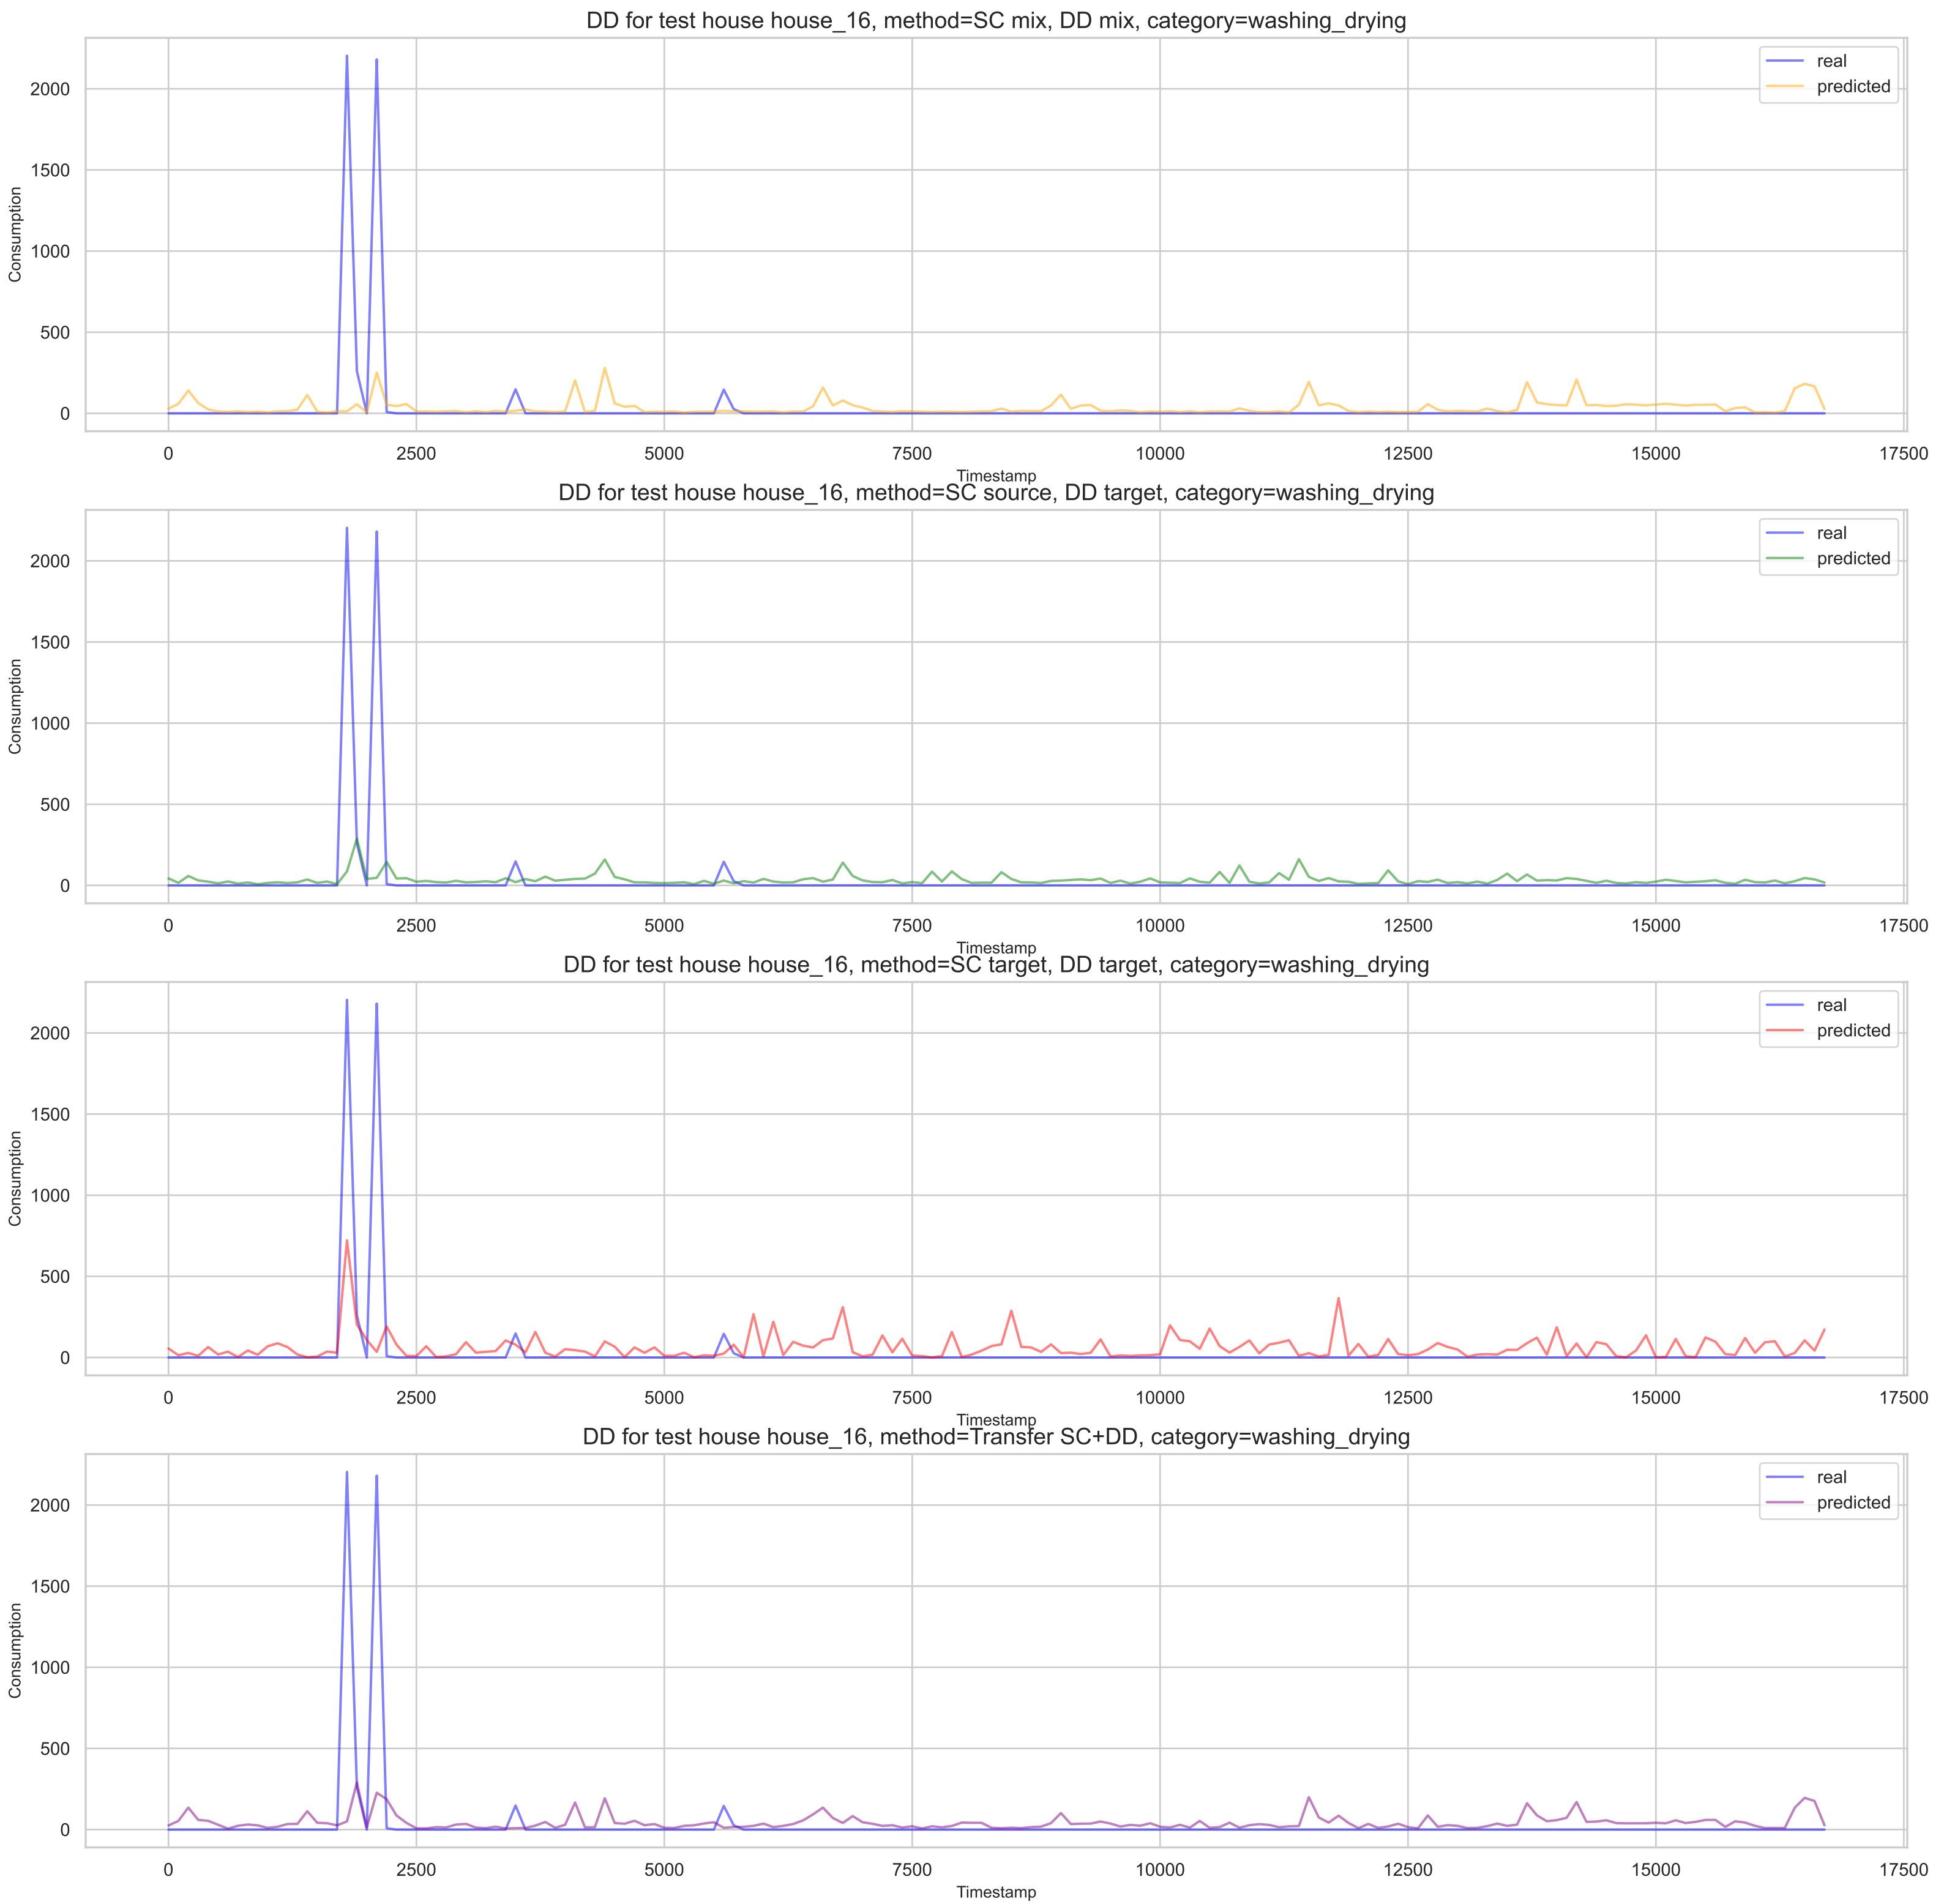 DD for test house house_16, method=SC mix, DD mix, category=washing_drying
real
predicted
2000
1500
1000
500
0
Consumption
0 2500 5000 7500 10000 12500 15000 17500
Timestamp
DD for test house house_16, method=SC source, DD target, category=washing_drying
real
predicted
2000
1500
1000
500
0
Consumption
0 2500 5000 7500 10000 12500 15000 17500
Timestamp
DD for test house house_16, method=SC target, DD target, category=washing_drying
real
predicted
2000
1500
1000
500
0
Consumption
0 2500 5000 7500 10000 12500 15000 17500
Timestamp
DD for test house house_16, method=Transfer SC+DD, category=washing_drying
real
predicted
2000
1500
1000
500
0
Consumption
0 2500 5000 7500 10000 12500 15000 17500
Timestamp